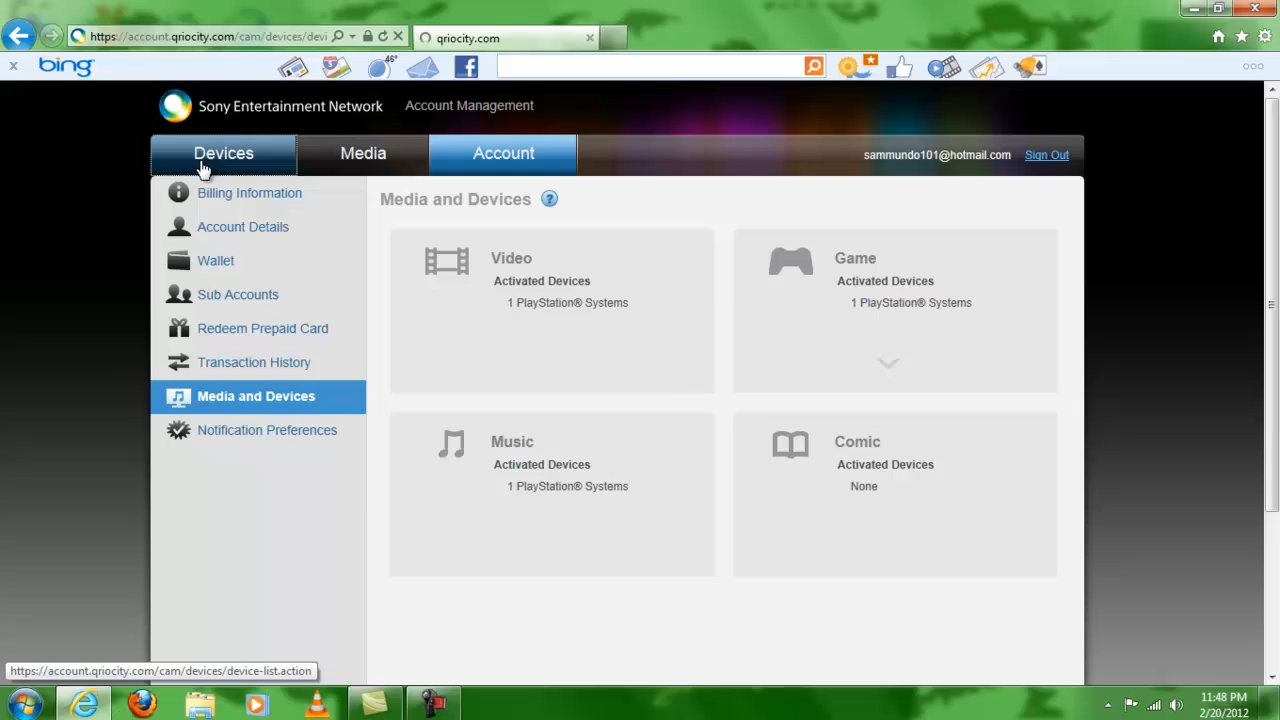 https://account.qriocity.com/cam/devices/devi
qriocity.com
bing
46°
Sony Entertainment Network Account Management
Devices Media Account
sammundo101@hotmail.com Sign Out
Billing Information
Account Details
Wallet
Sub Accounts
Redeem Prepaid Card
Transaction History
Media and Devices
Notification Preferences
Media and Devices ?
Video
Activated Devices
1 PlayStation® Systems
Game
Activated Devices
1 PlayStation® Systems
Music
Activated Devices
1 PlayStation® Systems
Comic
Activated Devices
None
https://account.qriocity.com/cam/devices/device-list.action
11:48 PM
2/20/2012